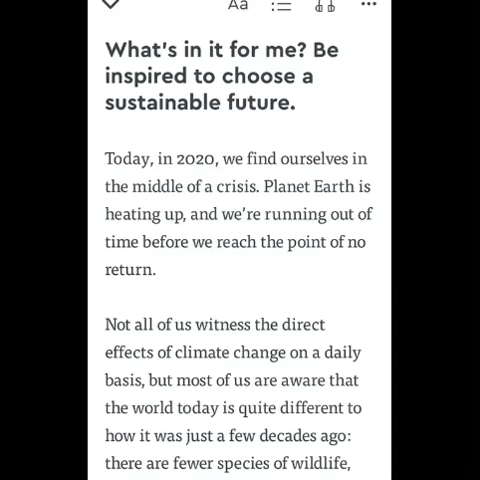 Aa
What's in it for me? Be
inspired to choose a
sustainable future.
Today, in 2020, we find ourselves in
the middle of a crisis. Planet Earth is
heating up, and we're running out of
time before we reach the point of no
return.
Not all of us witness the direct
effects of climate change on a daily
basis, but most of us are aware that
the world today is quite different to
how it was just a few decades ago:
there are fewer species of wildlife,